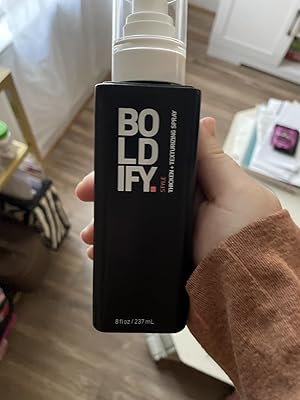 BO
LD
IFY.
STYLE
THICKEN + TEXTURIZING SPRAY
8 fl oz / 237 mL